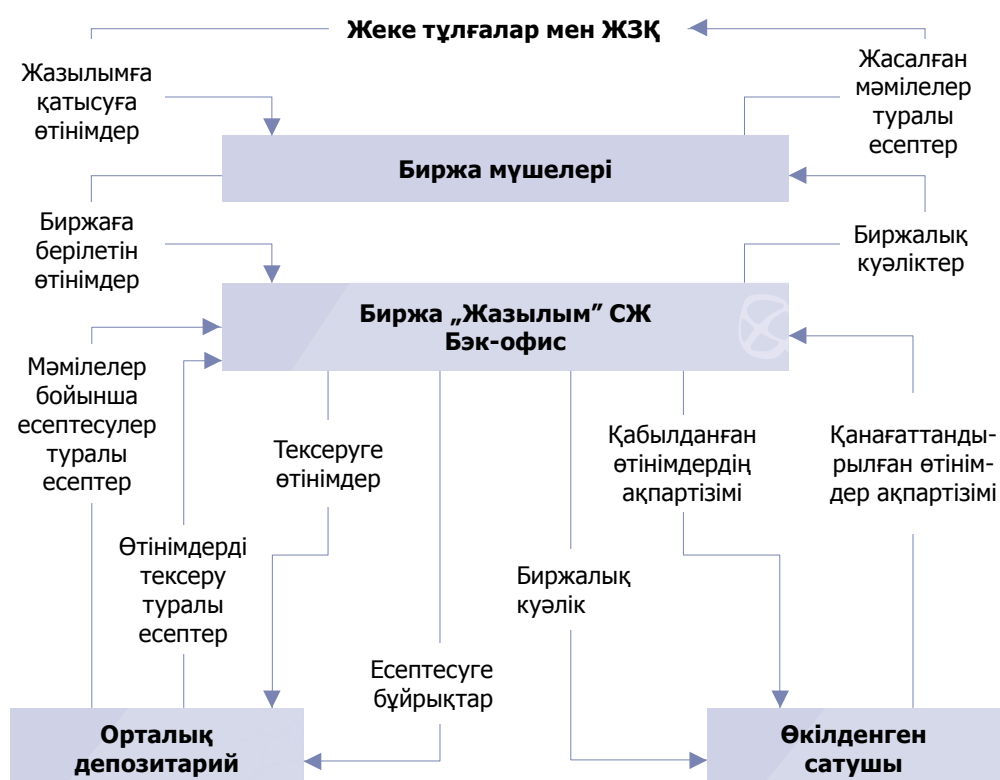 Жеке тұлғалар мен ЖЗҚ
Жазылымға
қатысуға
өтінімдер
Жасалған
мәмілелер
туралы
есептер
Биржа мүшелері
Биржаға
берілетін
өтінімдер
Биржалық
куәліктер
Биржа „Жазылым” СЖ
Бэк-офис
Мәмілелер
бойынша
есептесулер
туралы
есептер
Тексеруге
өтінімдер
Қабылданған
өтінімдердің
ақпартізімі
Қанағаттанды-
рылған өтінім-
дер ақпартізімі
Өтінімдерді
тексеру
туралы
есептер
Биржалық
куәлік
Есептесуге
бұйрықтар
Орталық
депозитарий
Өкілденген
сатушы